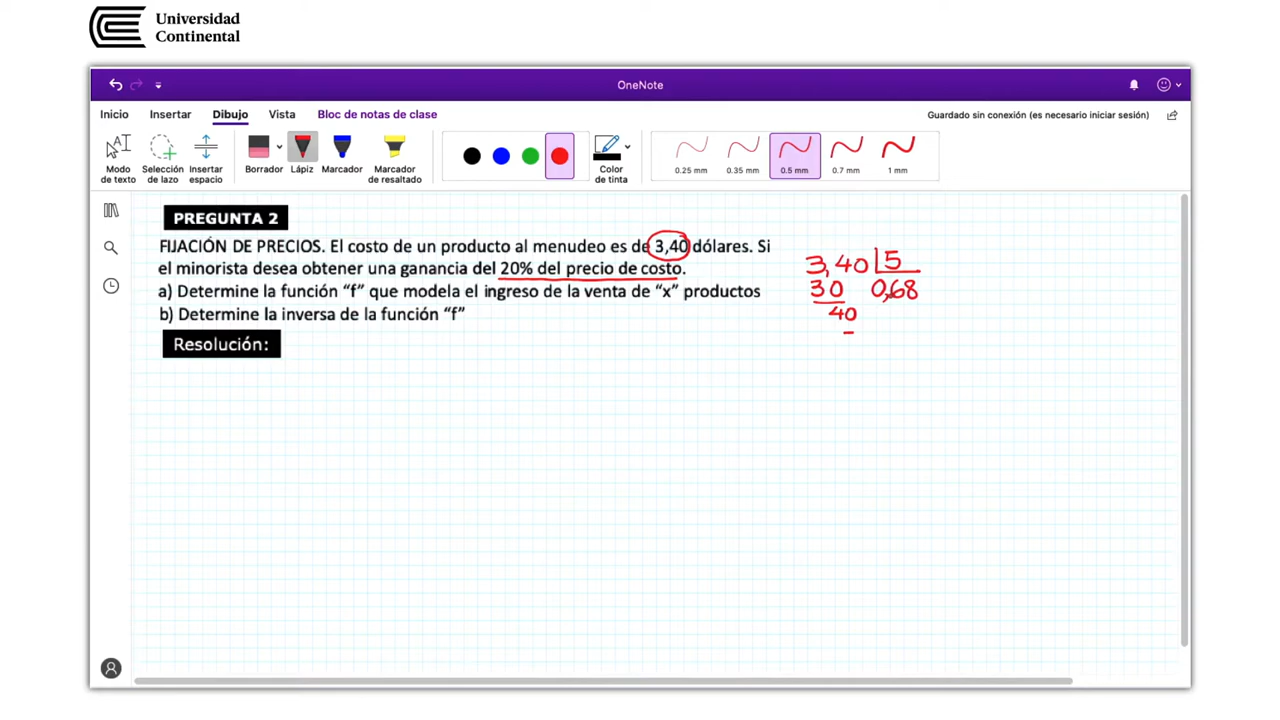 Universidad
Continental
OneNote
Inicio Insertar Dibujo Vista Bloc de notas de clase
Guardado sin conexión (es necesario iniciar sesión)
Modo de texto
Selección de lazo
Insertar espacio
Borrador
Lápiz
Marcador
Marcador de resaltado
Color de tinta
0.25 mm
0.35 mm
0.5 mm
0.7 mm
1 mm
PREGUNTA 2
FIJACIÓN DE PRECIOS. El costo de un producto al menudeo es de 3,40 dólares. Si
el minorista desea obtener una ganancia del 20% del precio de costo.
a) Determine la función “f” que modela el ingreso de la venta de “x” productos
b) Determine la inversa de la función “f”
Resolución:
3,40 5
30 0,68
40